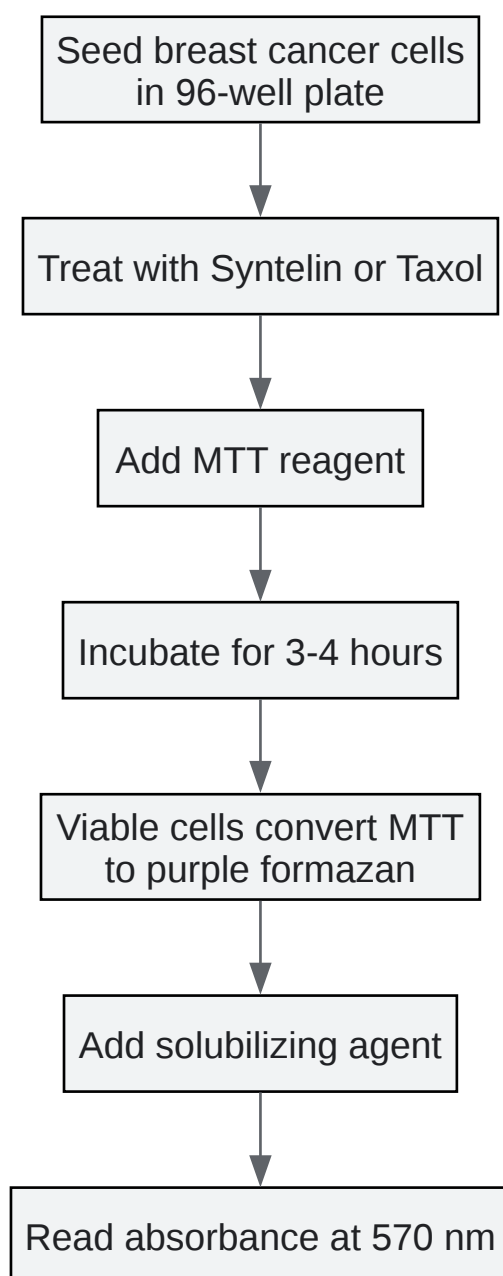 Seed breast cancer cells
in 96-well plate
Treat with Syntelin or Taxol
Add MTT reagent
Incubate for 3-4 hours
Viable cells convert MTT
to purple formazan
Add solubilizing agent
Read absorbance at 570 nm